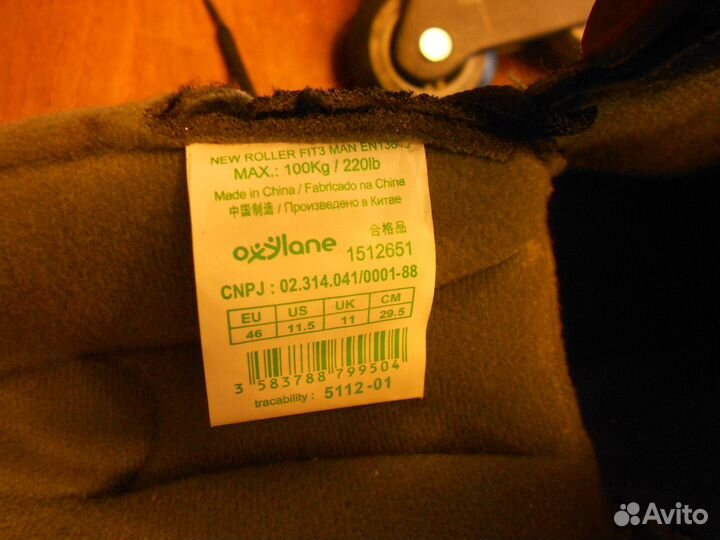 NEW ROLLER FIT3 MAN
MAX.: 100Kg / 220lb
Made in China / Fabricado na China
中国制造 / Произведено в Китае
合格品
oxylane 1512651
CNPJ : 02.314.041/0001-88
EU US UK CM
46 11.5 11 29.5
3 583788 799504
tracability : 5112-01
Avito